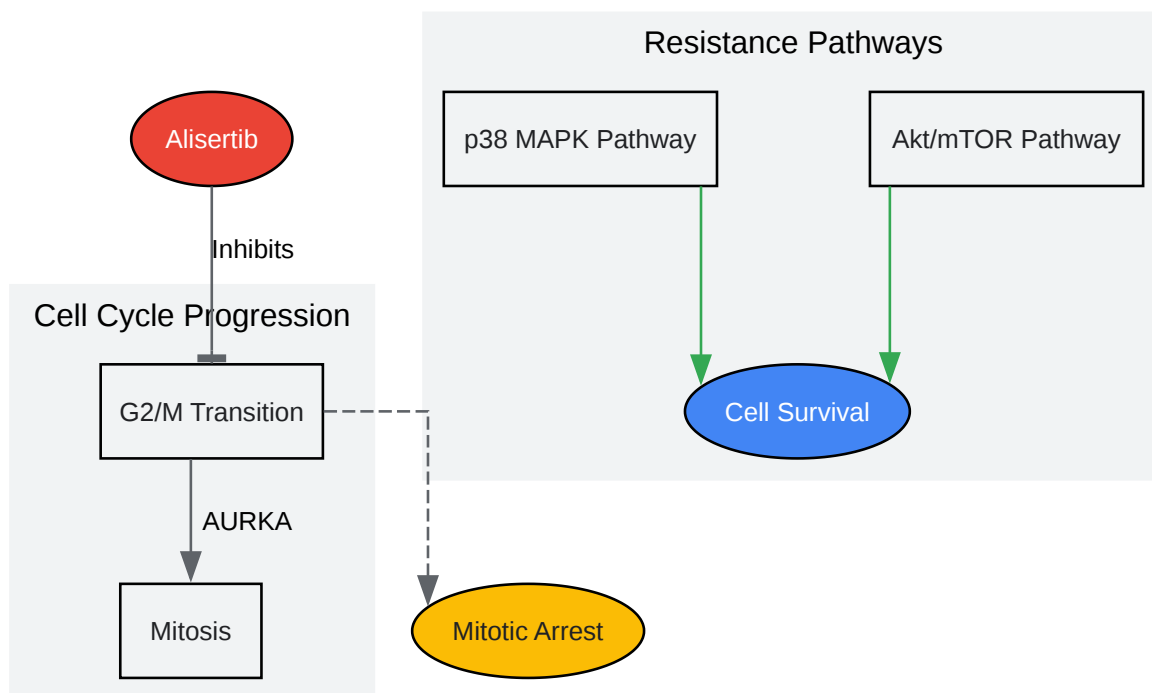 Resistance Pathways
Alisertib
p38 MAPK Pathway
Akt/mTOR Pathway
Inhibits
Cell Cycle Progression
G2/M Transition
Cell Survival
AURKA
Mitosis
Mitotic Arrest